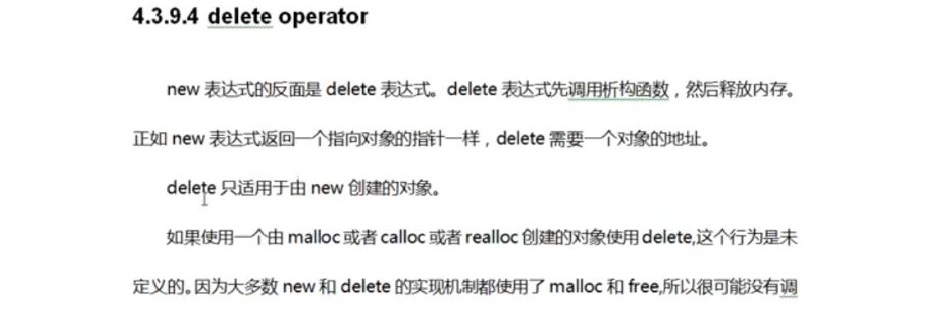 4.3.9.4 delete operator
new 表达式的反面是 delete 表达式。delete 表达式先调用析构函数，然后释放内存。
正如 new 表达式返回一个指向对象的指针一样，delete 需要一个对象的地址。
delete 只适用于由 new 创建的对象。
如果使用一个由 malloc 或者 calloc 或者 realloc 创建的对象使用 delete,这个行为是未
定义的。因为大多数 new 和 delete 的实现机制都使用了 malloc 和 free,所以很可能没有调